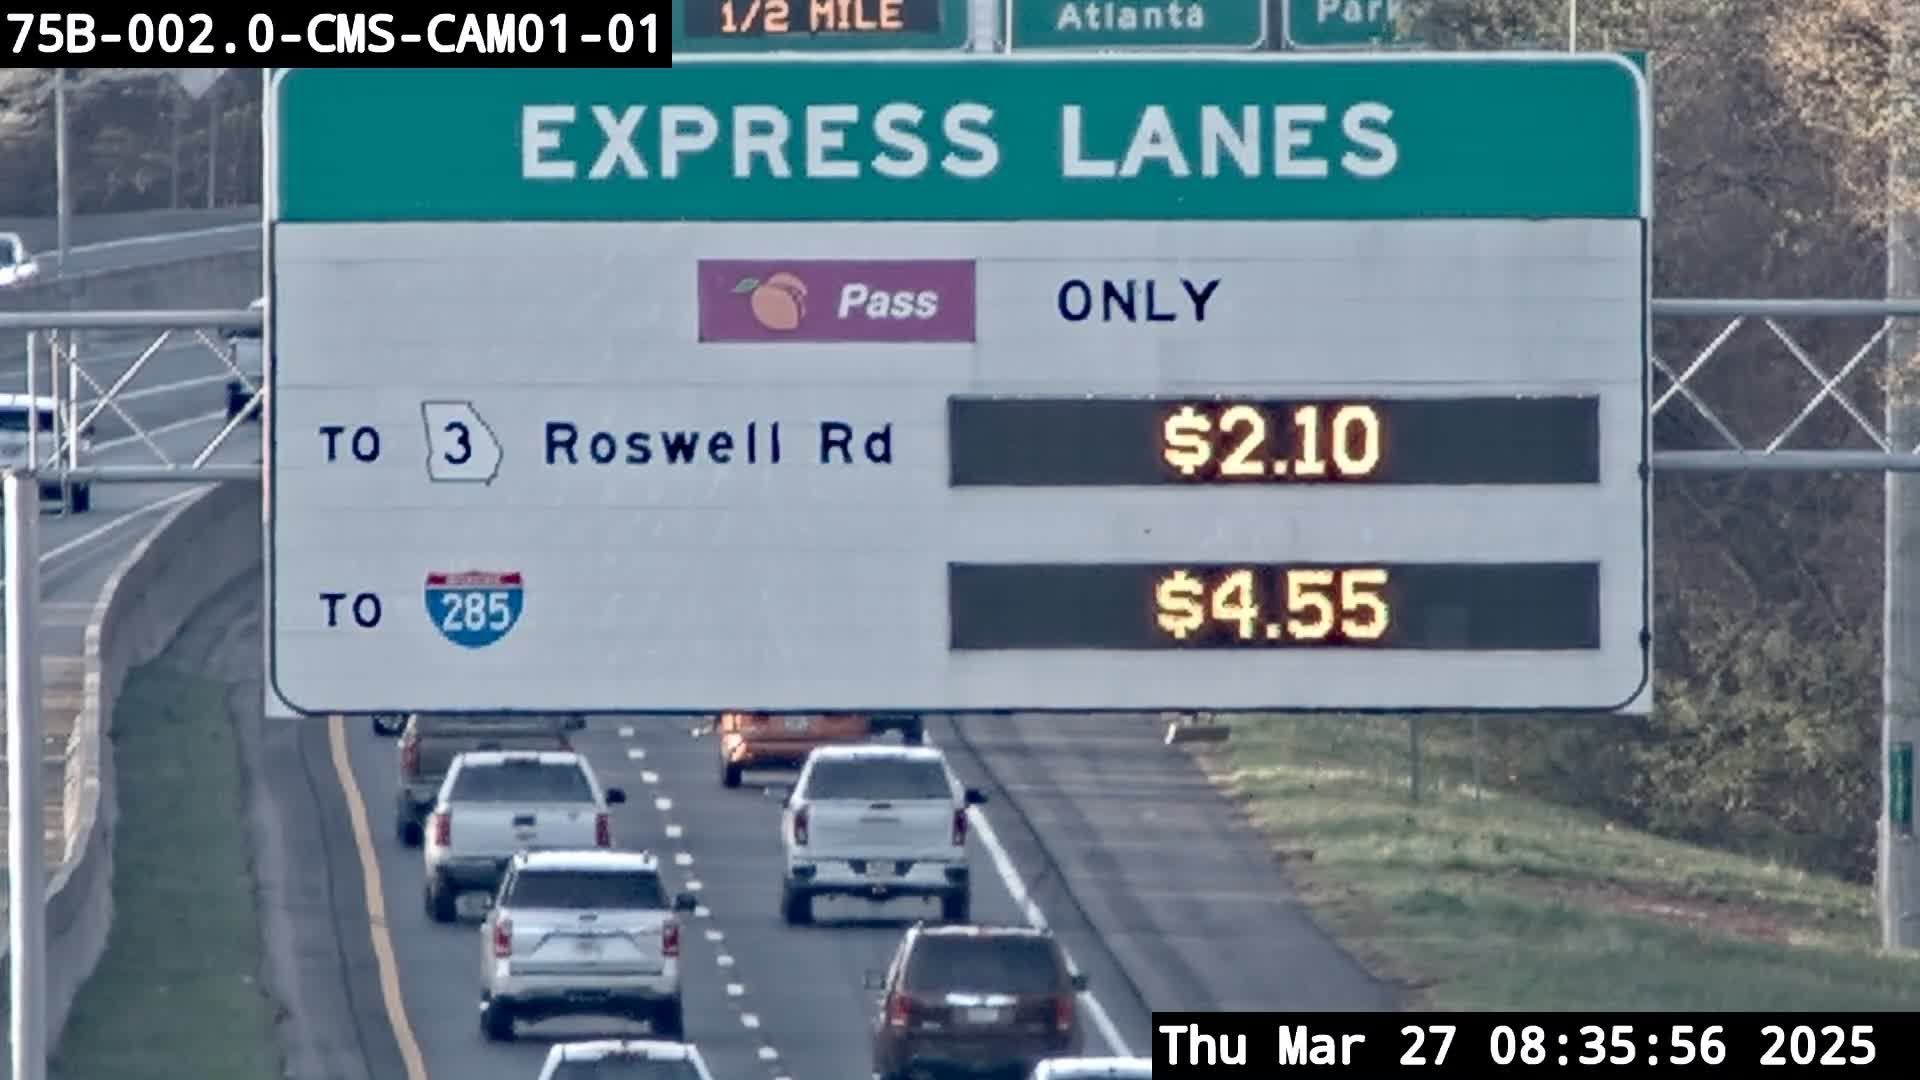 75B-002.0-CMS-CAM01-01
1/2 MILE
Atlanta
EXPRESS LANES
Pass ONLY
TO 3 Roswell Rd $2.10
TO 285 $4.55
Thu Mar 27 08:35:56 2025